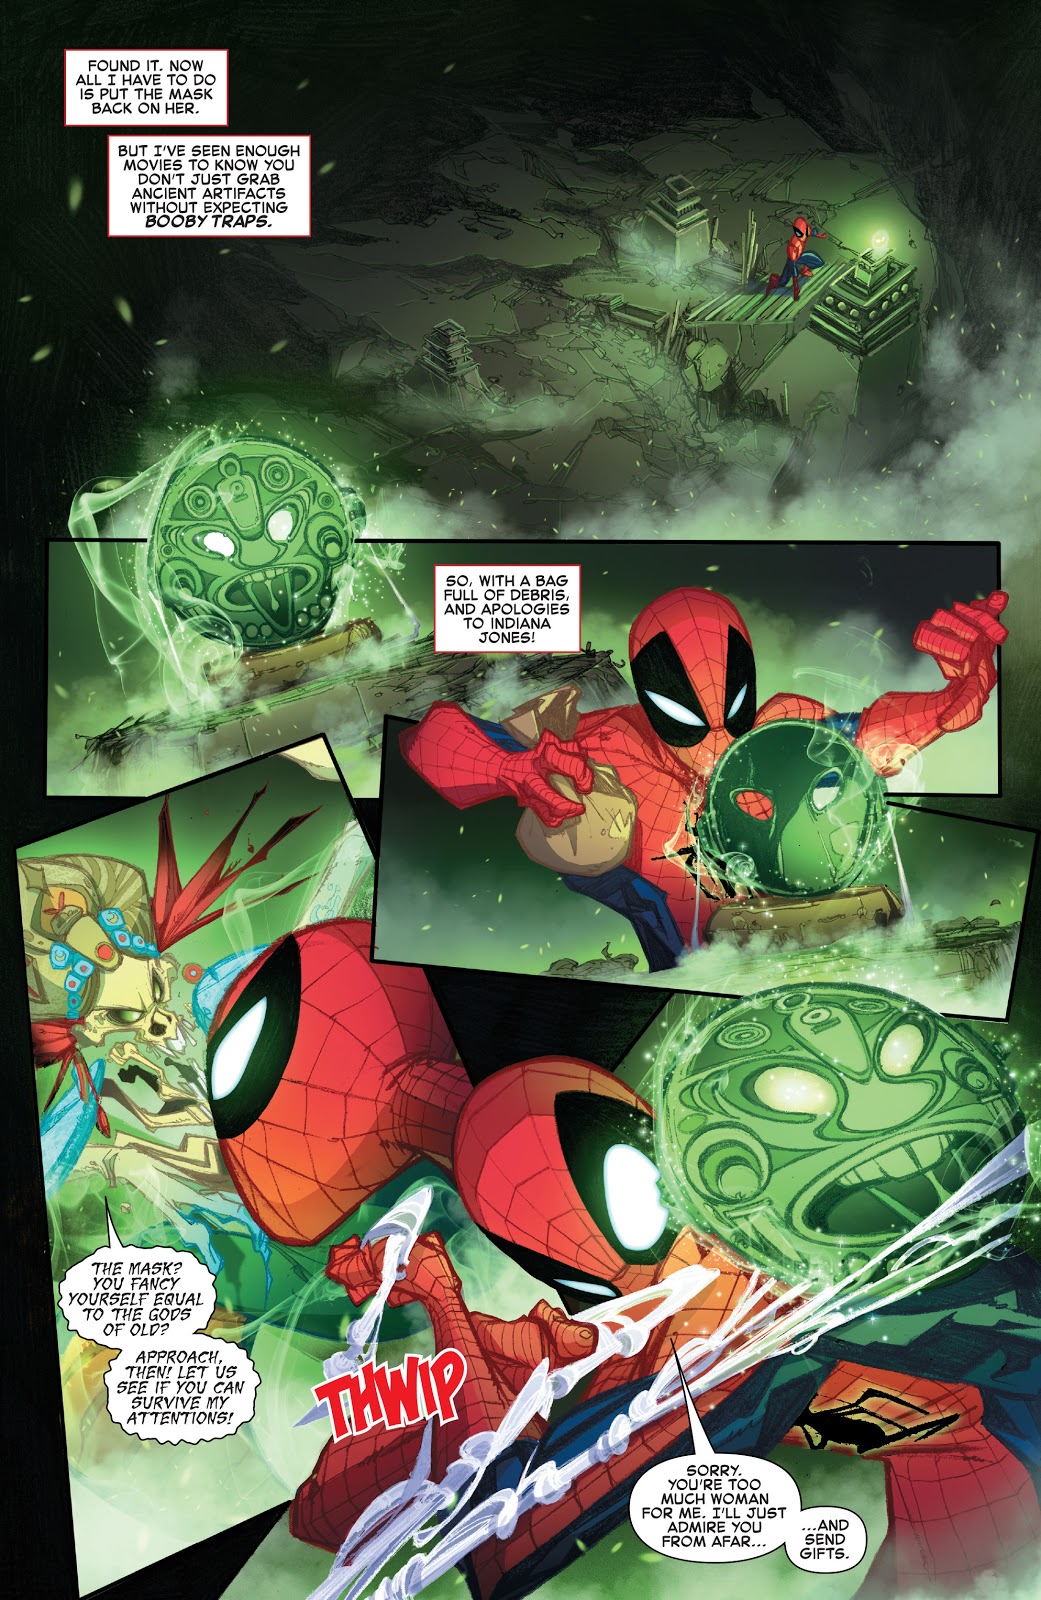 FOUND IT. NOW
ALL I HAVE TO DO
IS PUT THE MASK
BACK ON HER.
BUT I'VE SEEN ENOUGH
MOVIES TO KNOW YOU
DON'T JUST GRAB
ANCIENT ARTIFACTS
WITHOUT EXPECTING
BOOBY TRAPS.
SO, WITH A BAG
FULL OF DEBRIS,
AND APOLOGIES
TO INDIANA
JONES!
THE MASK?
YOU FANCY
YOURSELF EQUAL
TO THE GODS
OF OLD?
APPROACH,
THEN! LET US
SEE IF YOU CAN
SURVIVE MY
ATTENTIONS!
THWIP
SORRY.
YOU'RE TOO
MUCH WOMAN
FOR ME. I'LL JUST
ADMIRE YOU
FROM AFAR...
...AND
SEND
GIFTS.